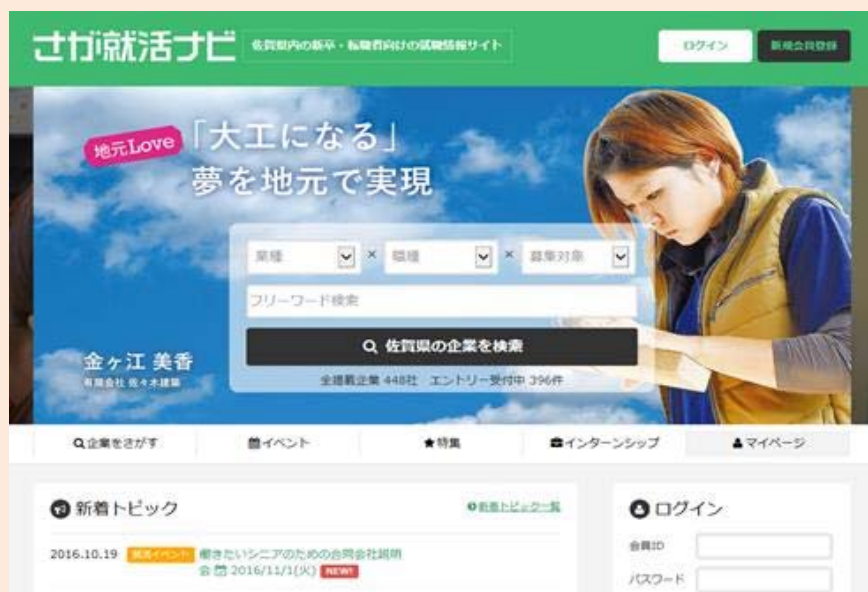 さが就活ナビ 佐賀県内の新卒・転職者向けの就職情報サイト ログイン 新規会員登録
地元Love 「大工になる」
夢を地元で実現
業種 × 職種 × 募集対象
フリーワード検索
佐賀県の企業を検索
全掲載企業 448社 エントリー受付中 396件
金ヶ江 美香
有限会社 佐々木建築
企業をさがす イベント 特集 インターンシップ マイページ
新着トピック 新着トピック一覧
2016.10.19 就活イベント 働きたいシニアのための合同会社説明
会 2016/11/1(火) NEW!
ログイン
会員ID
パスワード